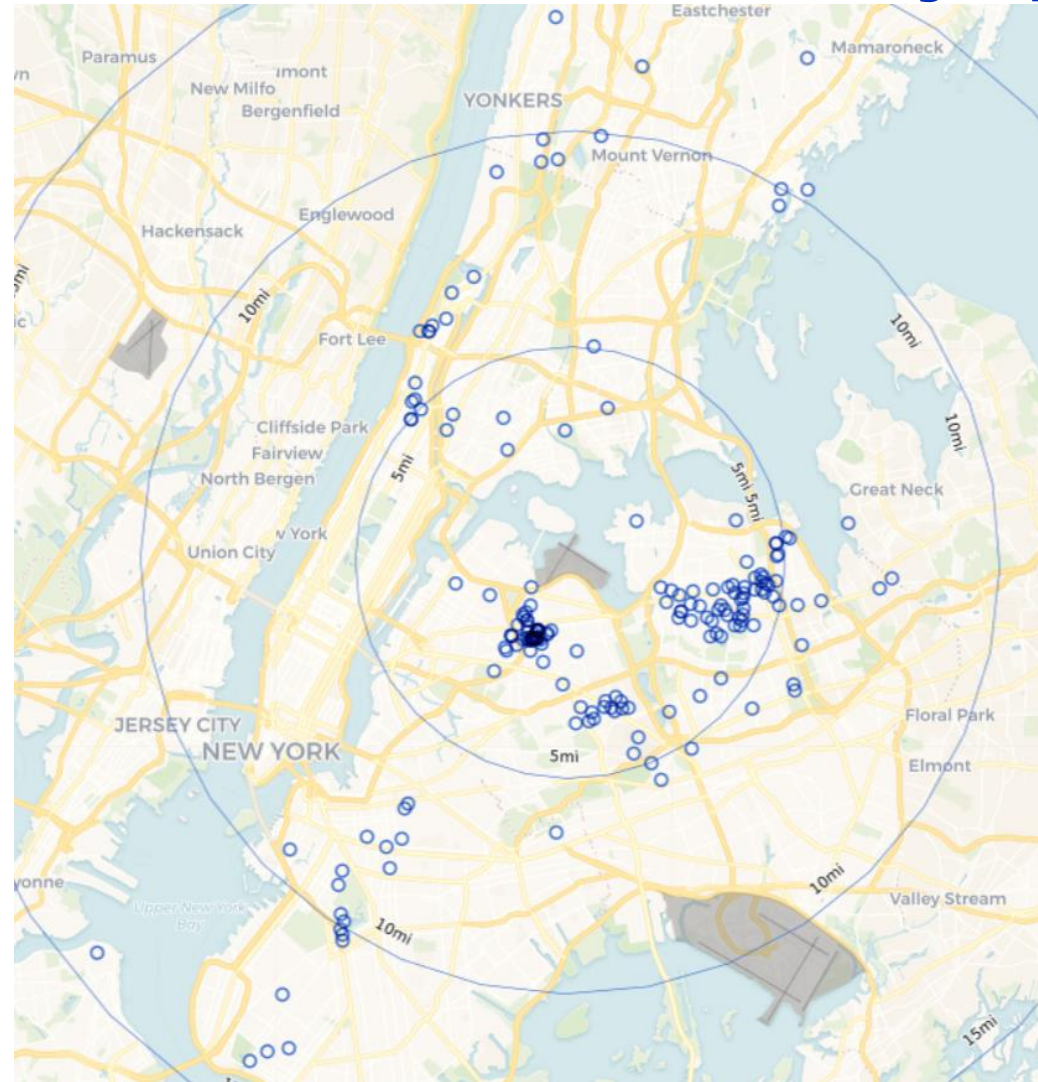 Eastchester
Paramus
Mamaroneck
New Milfo
Bergenfield
YONKERS
Mount Vernon
Englewood
Hackensack
10mi
10mi
Fort Lee
10mi
Cliffside Park
Fairview
5mi
North Bergen
5mi 5mi
Great Neck
w York
Union City
JERSEY CITY
Floral Park
NEW YORK
5mi
Elmont
10mi
Valley Stream
Upper New York
Bay
10mi
15mi